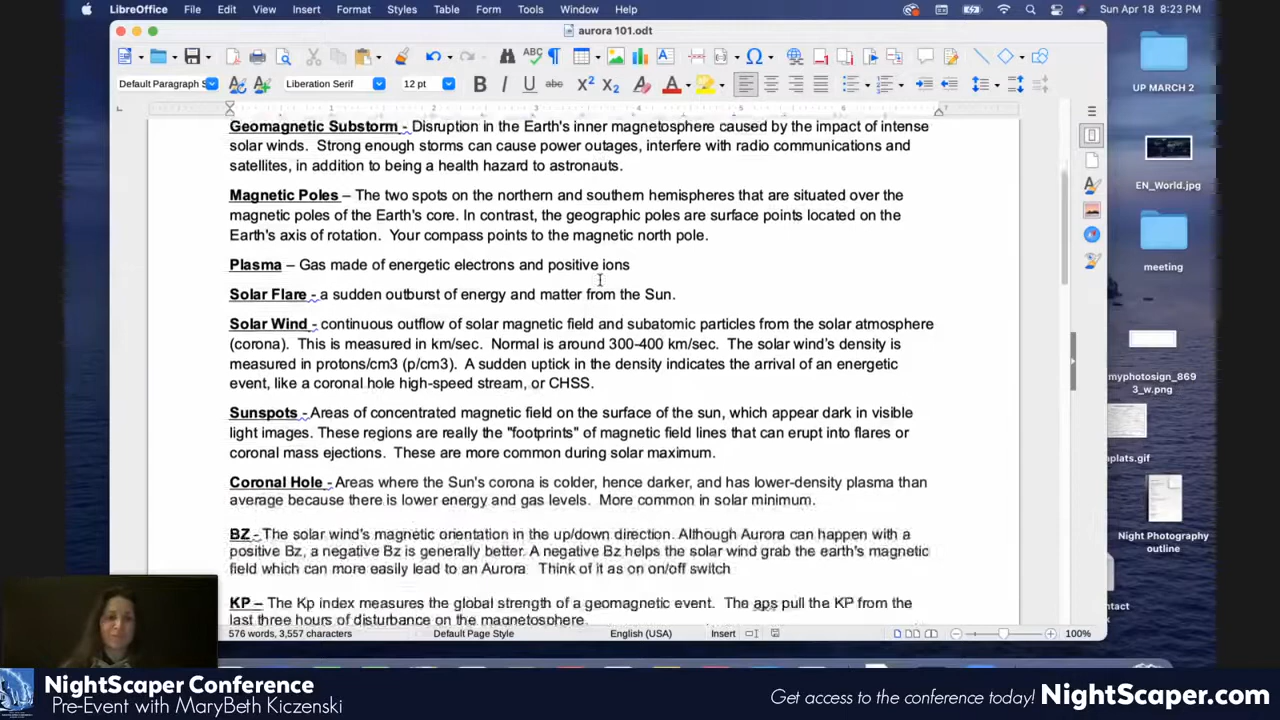 LibreOffice File Edit View Insert Format Styles Table Form Tools Window Help Sun Apr 18 8:23 PM
aurora 101.odt
Default Paragraph S Liberation Serif 12 pt
1 2 3 4 5 6 7
Geomagnetic Substorm - Disruption in the Earth's inner magnetosphere caused by the impact of intense
solar winds. Strong enough storms can cause power outages, interfere with radio communications and
satellites, in addition to being a health hazard to astronauts.
Magnetic Poles – The two spots on the northern and southern hemispheres that are situated over the
magnetic poles of the Earth's core. In contrast, the geographic poles are surface points located on the
Earth's axis of rotation. Your compass points to the magnetic north pole.
Plasma – Gas made of energetic electrons and positive ions
Solar Flare - a sudden outburst of energy and matter from the Sun.
Solar Wind - continuous outflow of solar magnetic field and subatomic particles from the solar atmosphere
(corona). This is measured in km/sec. Normal is around 300-400 km/sec. The solar wind's density is
measured in protons/cm3 (p/cm3). A sudden uptick in the density indicates the arrival of an energetic
event, like a coronal hole high-speed stream, or CHSS.
Sunspots - Areas of concentrated magnetic field on the surface of the sun, which appear dark in visible
light images. These regions are really the "footprints" of magnetic field lines that can erupt into flares or
coronal mass ejections. These are more common during solar maximum.
Coronal Hole - Areas where the Sun's corona is colder, hence darker, and has lower-density plasma than
average because there is lower energy and gas levels. More common in solar minimum.
BZ - The solar wind's magnetic orientation in the up/down direction. Although Aurora can happen with a
positive Bz, a negative Bz is generally better. A negative Bz helps the solar wind grab the earth's magnetic
field which can more easily lead to an Aurora Think of it as on on/off switch
KP – The Kp index measures the global strength of a geomagnetic event. The aps pull the KP from the
last three hours of disturbance on the magnetosphere.
576 words, 3,557 characters Default Page Style English (USA) Insert 100%
UP MARCH 2
EN_World.jpg
meeting
myphotosign_869
3_w.png
mplats.gif
Night Photography
outline
ntact
NightScaper Conference
Pre-Event with MaryBeth Kiczenski
Get access to the conference today! NightScaper.com